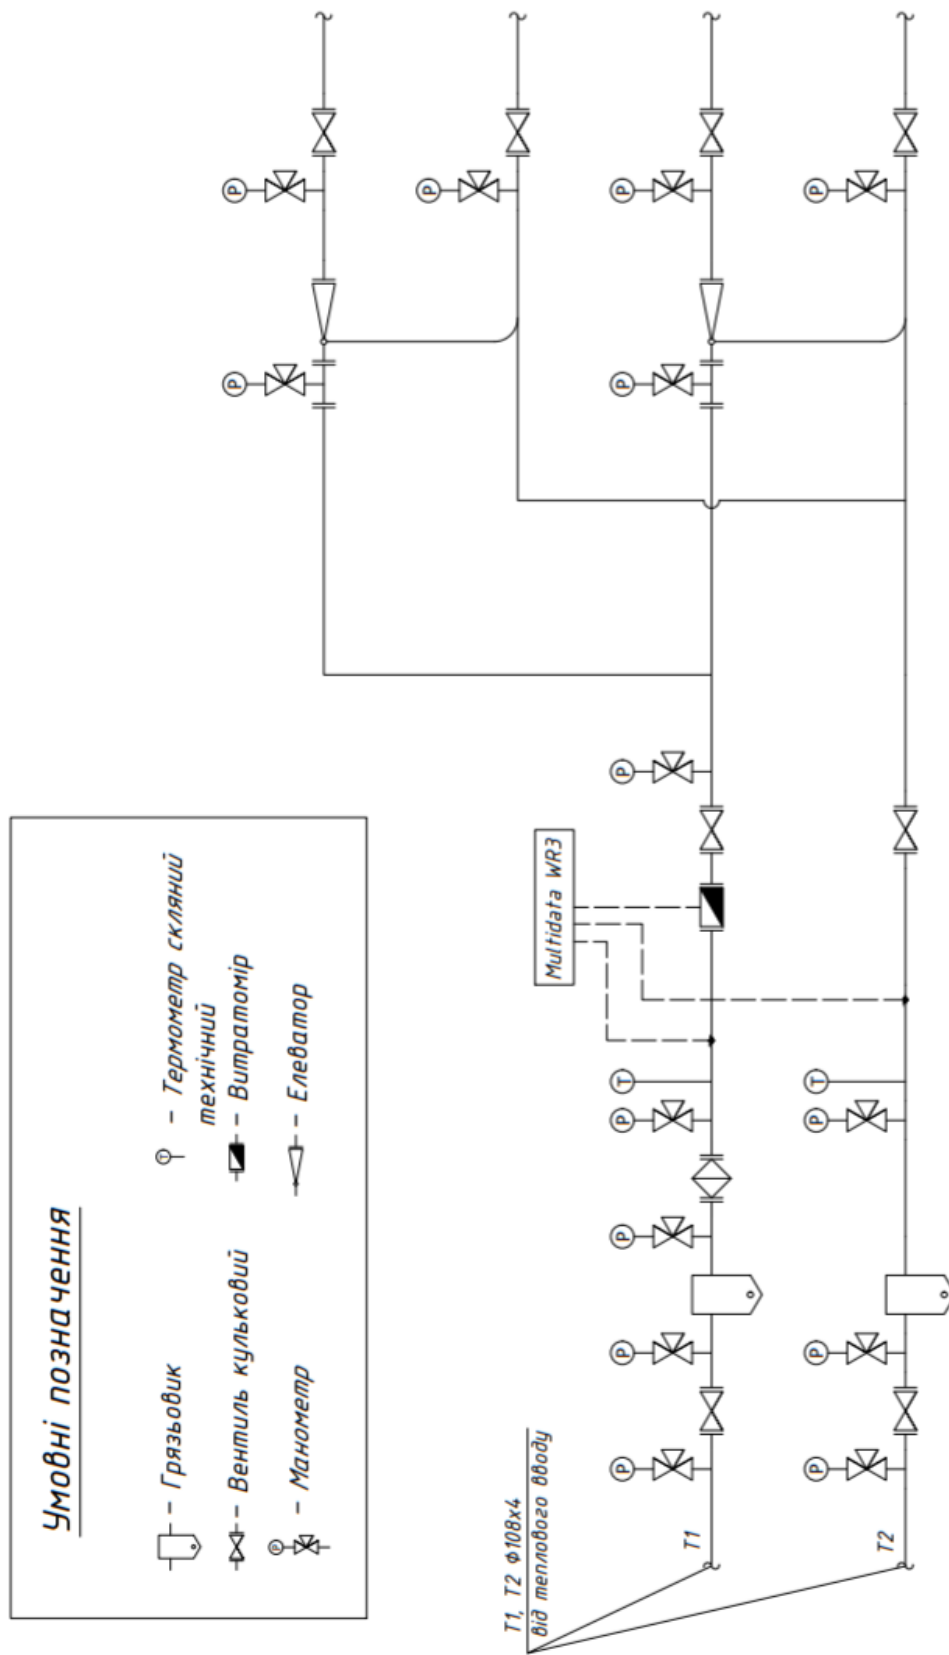 Умовні позначення
– Грязьовик
– Вентиль кульковий
P – Манометр
T – Термометр скляний
технічний
– Витратомір
– Елеватор
T1, T2 Φ108x4
від теплового вводу
T1
T2
P
P
P
P
T
P
P
P
T
P
Multidata WR3
P
P
P
P
P
P
P